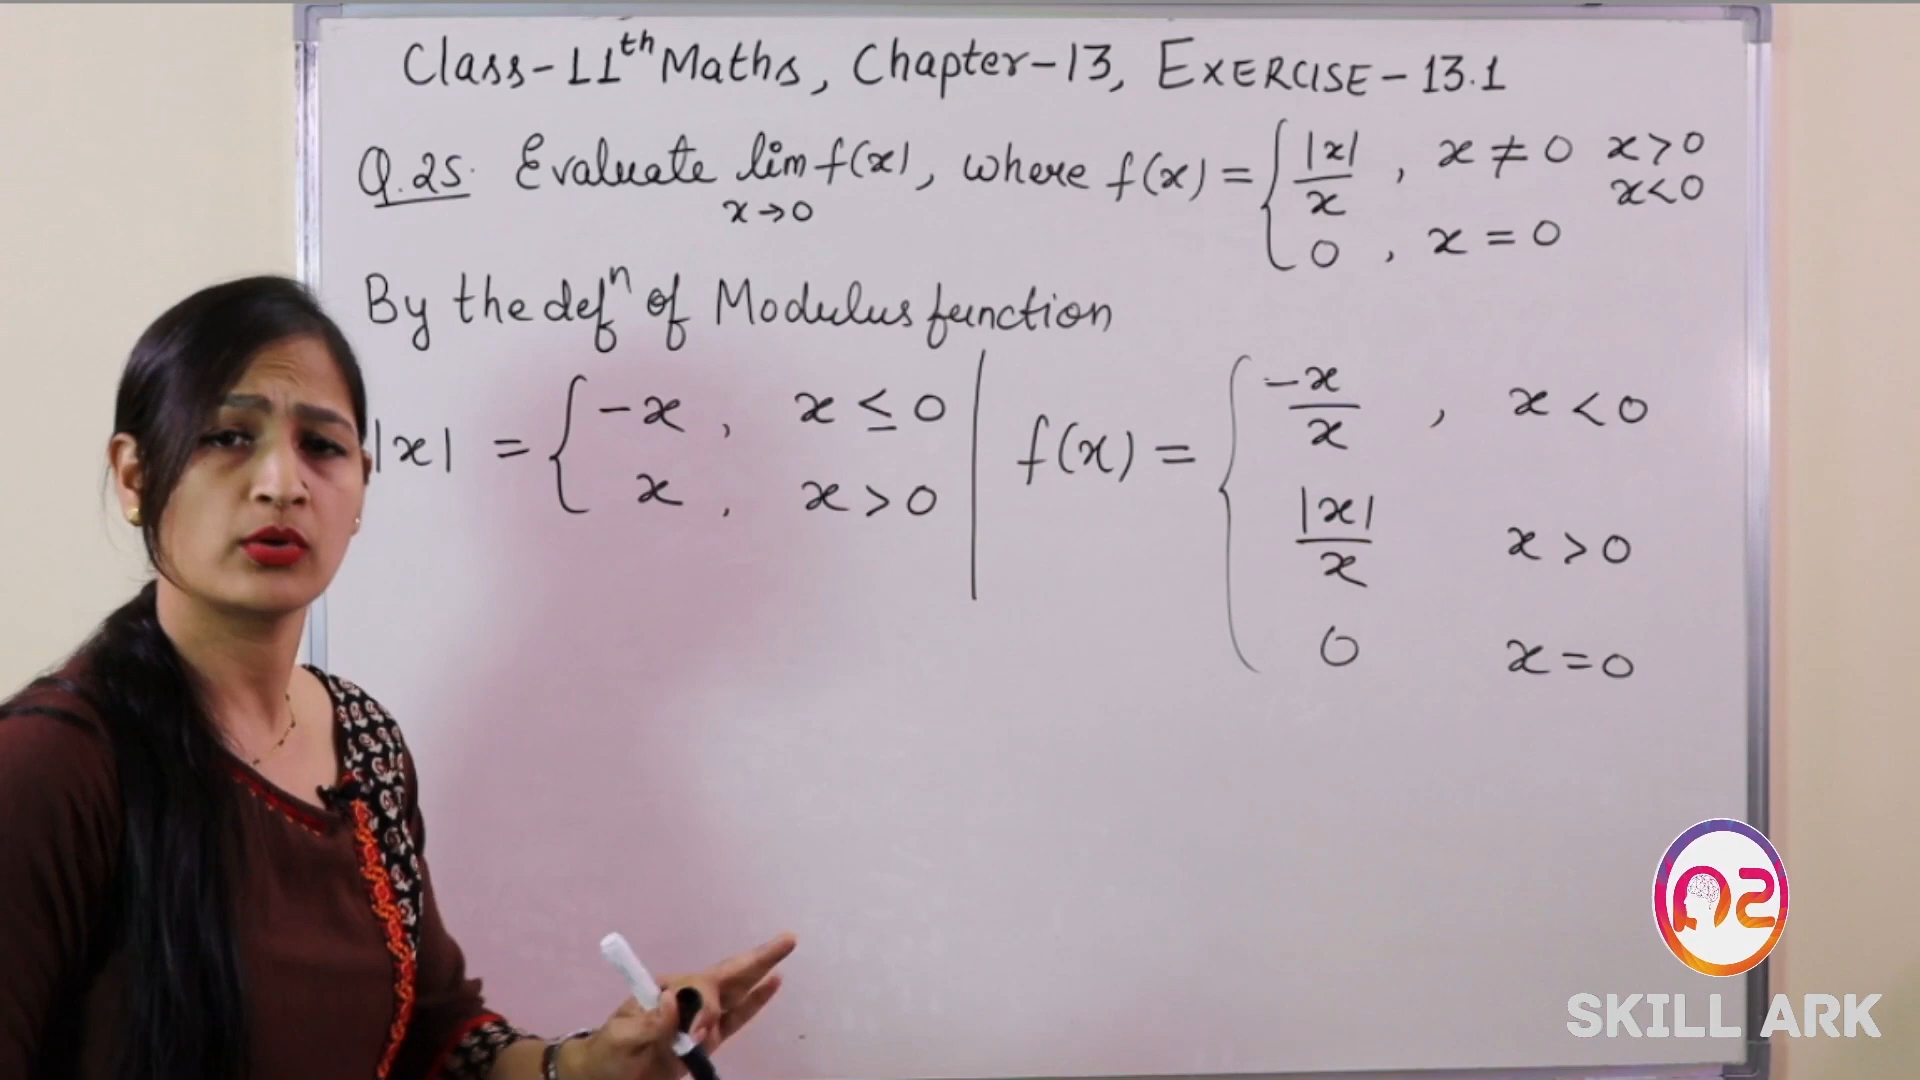 Class-11th Maths, Chapter-13, EXERCISE-13.1
Q.25. Evaluate lim f(x), where f(x) = { |x|/x , x ≠ 0 x>0
x→0 x<0
0 , x = 0
By the defⁿ of Modulus function
|x| = { -x , x ≤ 0
x , x > 0
f(x) = { -x/x , x < 0
|x|/x x > 0
0 x = 0
SKILL ARK